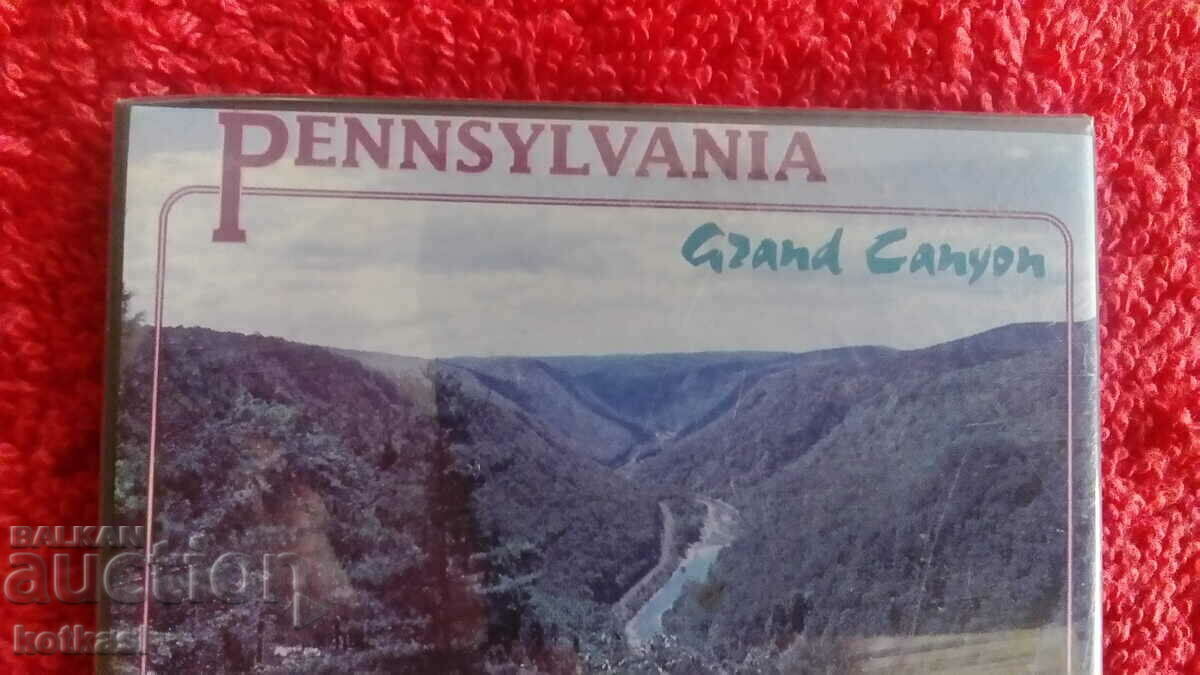 PENNSYLVANIA
Grand Canyon
BALKAN
auction
kotkasi